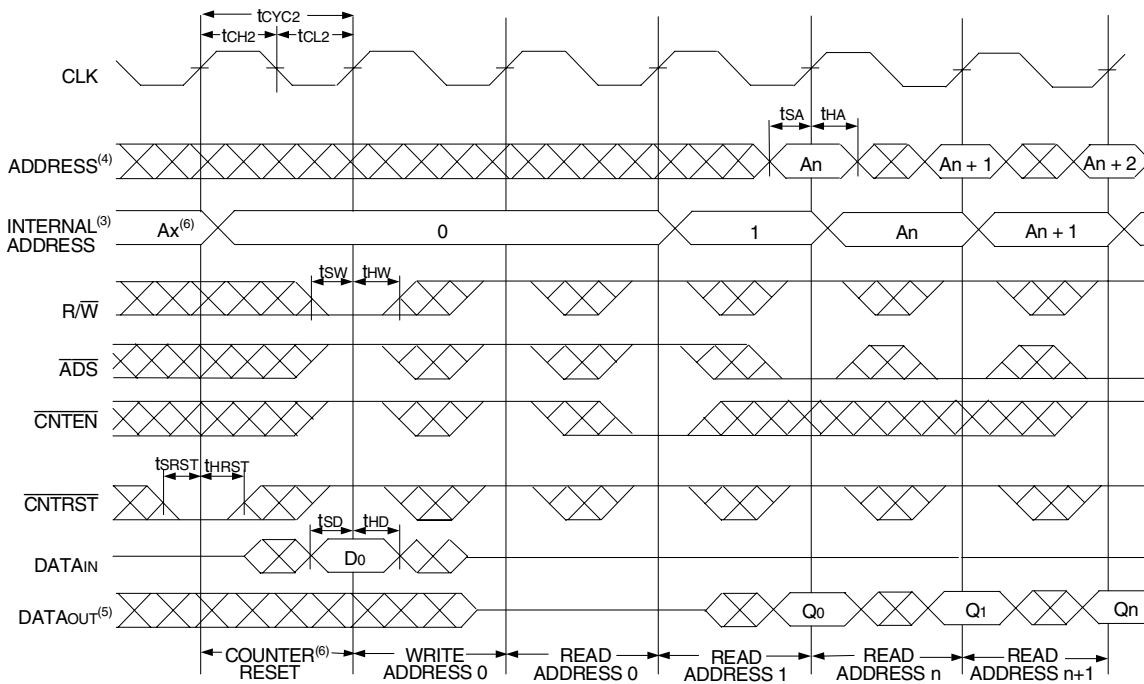 tCYC2
tCH2 tCL2
CLK
tSA tHA
ADDRESS(4) An An + 1 An + 2
INTERNAL(3) ADDRESS Ax(6) 0 1 An An + 1
tSW tHW
R/W
ADS
CNTEN
tSRST tHRST
CNTRST
tSD tHD
DATAIN D0
DATAOUT(5) Q0 Q1 Qn
COUNTER(6) RESET WRITE ADDRESS 0 READ ADDRESS 0 READ ADDRESS 1 READ ADDRESS n READ ADDRESS n+1